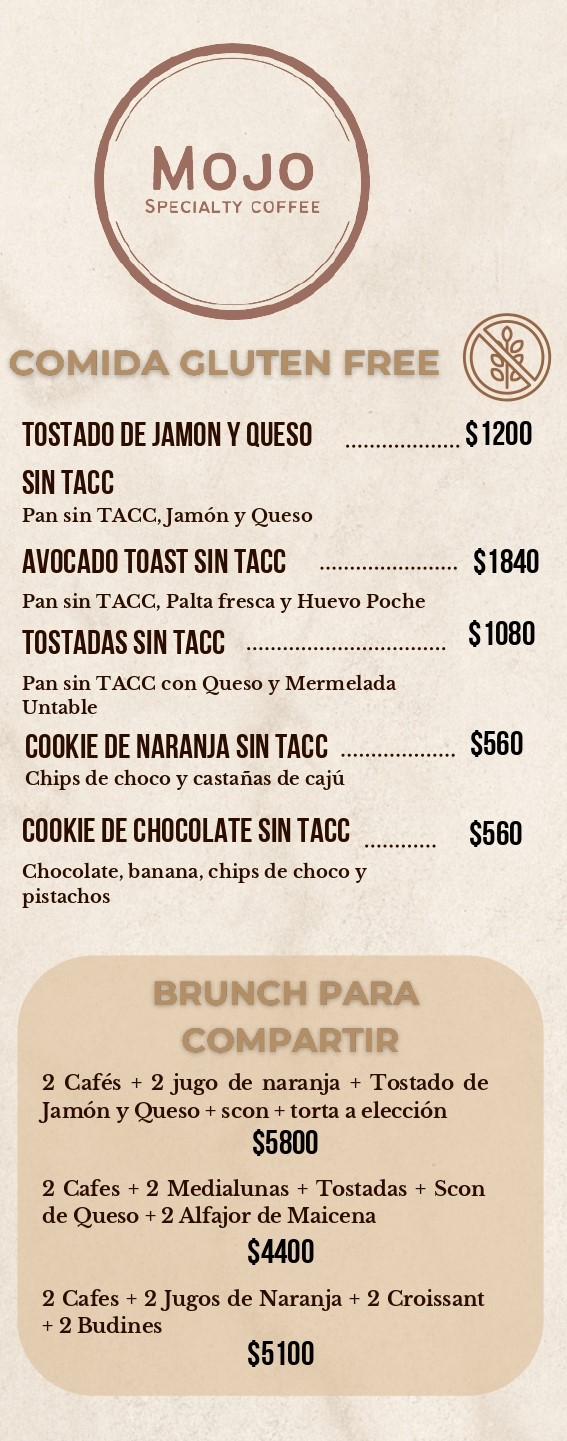 MOJO
SPECIALTY COFFEE
COMIDA GLUTEN FREE
TOSTADO DE JAMON Y QUESO .................... $1200
SIN TACC
Pan sin TACC, Jamón y Queso
AVOCADO TOAST SIN TACC ........................ $1840
Pan sin TACC, Palta fresca y Huevo Poche
TOSTADAS SIN TACC ................................... $1080
Pan sin TACC con Queso y Mermelada
Untable
COOKIE DE NARANJA SIN TACC .................... $560
Chips de choco y castañas de cajú
COOKIE DE CHOCOLATE SIN TACC ............. $560
Chocolate, banana, chips de choco y
pistachos
BRUNCH PARA
COMPARTIR
2 Cafés + 2 jugo de naranja + Tostado de
Jamón y Queso + scon + torta a elección
$5800
2 Cafes + 2 Medialunas + Tostadas + Scon
de Queso + 2 Alfajor de Maicena
$4400
2 Cafes + 2 Jugos de Naranja + 2 Croissant
+ 2 Budines
$5100